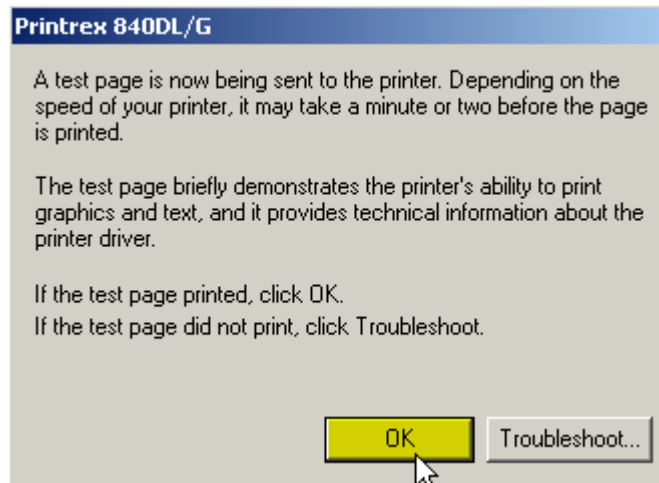 Printrex 840DL/G
A test page is now being sent to the printer. Depending on the
speed of your printer, it may take a minute or two before the page
is printed.
The test page briefly demonstrates the printer's ability to print
graphics and text, and it provides technical information about the
printer driver.
If the test page printed, click OK.
If the test page did not print, click Troubleshoot.
OK
Troubleshoot...